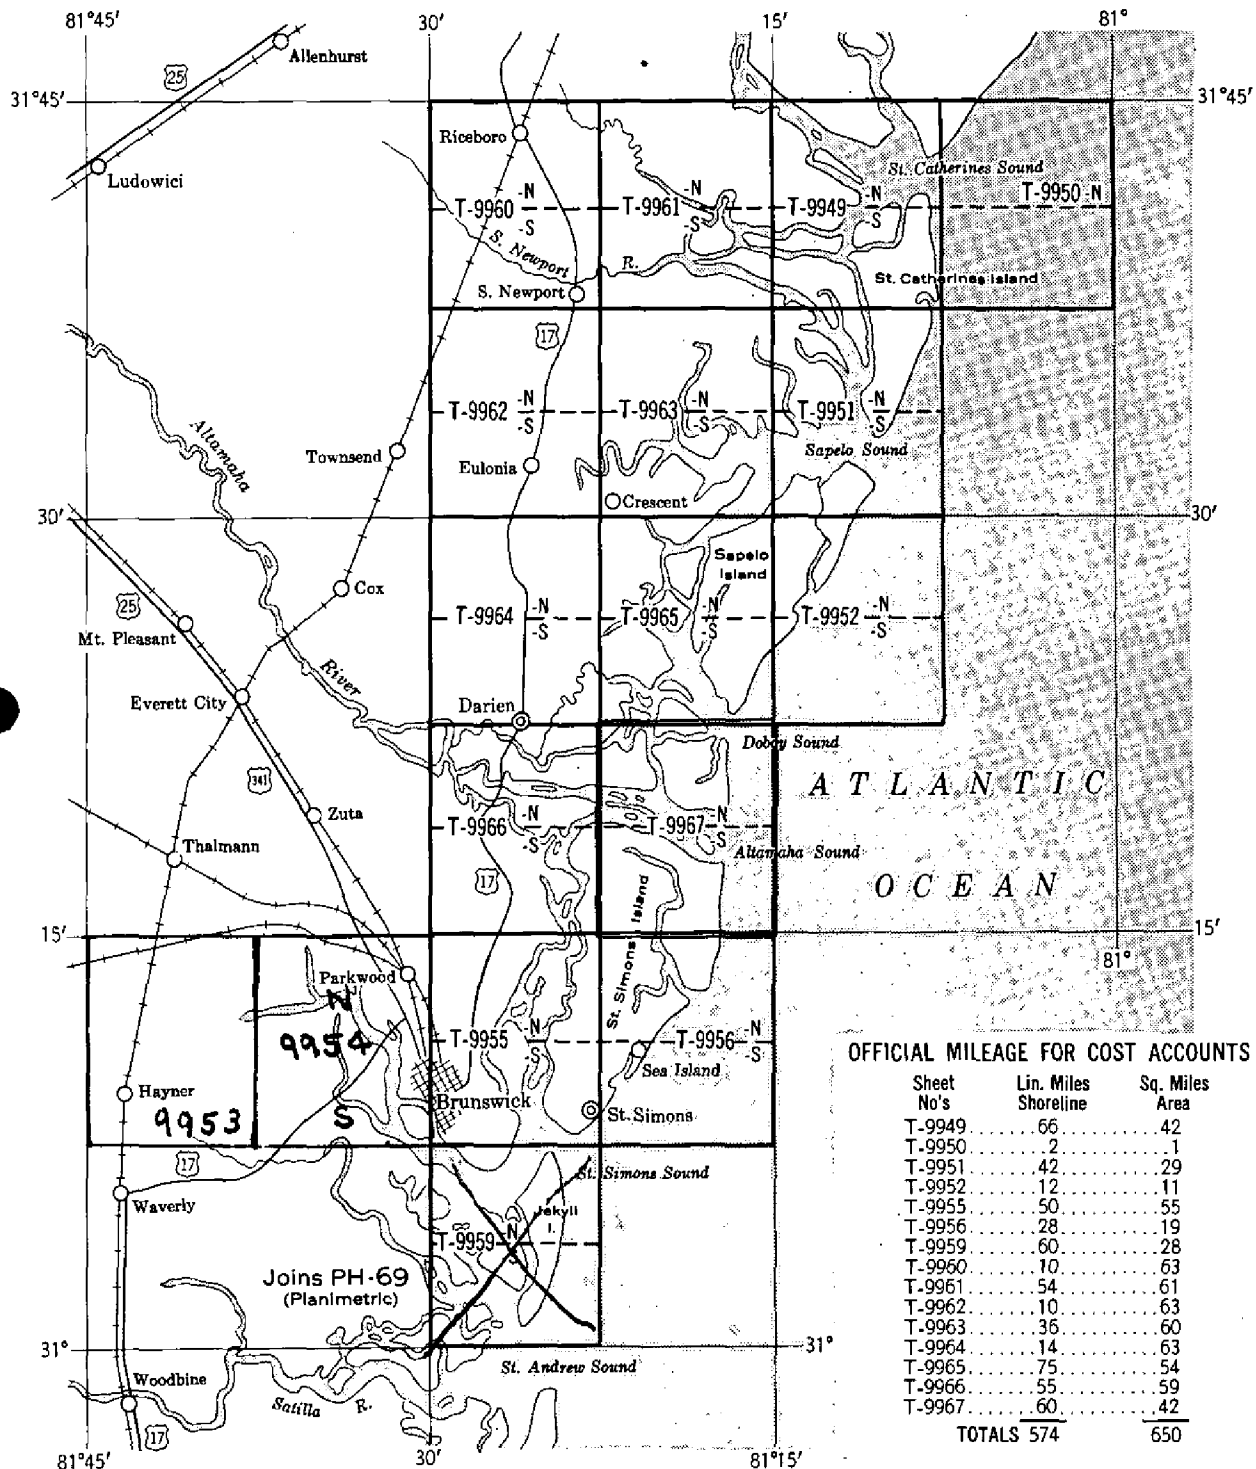 81°45'
30'
15'
81°
Allenhurst
25
31°45'
31°45'
Riceboro
Ludowici
St. Catherines Sound
T-9960 -N -S
T-9961 -N -S
T-9949 -N -S
T-9950 -N
S. Newport R.
S. Newport
St. Catherines Island
17
Altamaha River
T-9962 -N -S
T-9963 -N -S
T-9951 -N -S
Townsend
Eulonia
Sapelo Sound
Crescent
30'
30'
Sapelo Island
Cox
25
T-9964 -N -S
T-9965 -N -S
T-9952 -N -S
Mt. Pleasant
Everett City
Darien
Doboy Sound
341
ATLANTIC
Zuta
T-9966 -N -S
T-9967 -N -S
Thalmann
Altamaha Sound
17
OCEAN
St. Simons Island
15'
15'
81°
Parkwood
N
9954
S
T-9955 -N -S
T-9956 -N -S
Sea Island
Hayner
9953
Brunswick
St. Simons
17
St. Simons Sound
Waverly
Jekyll I.
T-9959 N
Joins PH-69
(Planimetric)
31°
31°
St. Andrew Sound
Woodbine
Satilla R.
17
81°45'
30'
81°15'
OFFICIAL MILEAGE FOR COST ACCOUNTS
Sheet No's Lin. Miles Shoreline Sq. Miles Area
T-9949 66 42
T-9950 2 1
T-9951 42 29
T-9952 12 11
T-9955 50 55
T-9956 28 19
T-9959 60 28
T-9960 10 63
T-9961 54 61
T-9962 10 63
T-9963 36 60
T-9964 14 63
T-9965 75 54
T-9966 55 59
T-9967 60 42
TOTALS 574 650